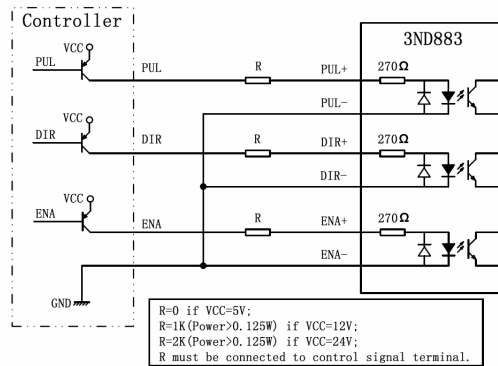 Controller
3ND883
VCC
PUL PUL R PUL+ 270Ω
PUL-
VCC
DIR DIR R DIR+ 270Ω
DIR-
VCC
ENA ENA R ENA+ 270Ω
ENA-
GND
R=0 if VCC=5V;
R=1K(Power>0.125W) if VCC=12V;
R=2K(Power>0.125W) if VCC=24V;
R must be connected to control signal terminal.